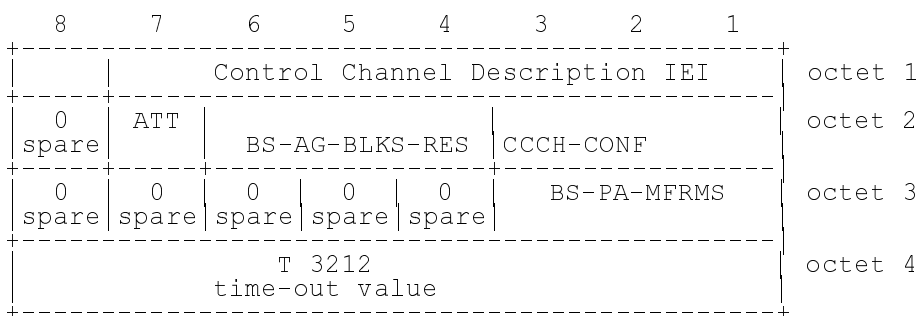 8 7 6 5 4 3 2 1
Control Channel Description IEI octet 1
0 ATT octet 2
spare BS-AG-BLKS-RES CCCH-CONF
0 0 0 0 0 BS-PA-MFRMS octet 3
spare spare spare spare spare
T 3212 octet 4
time-out value